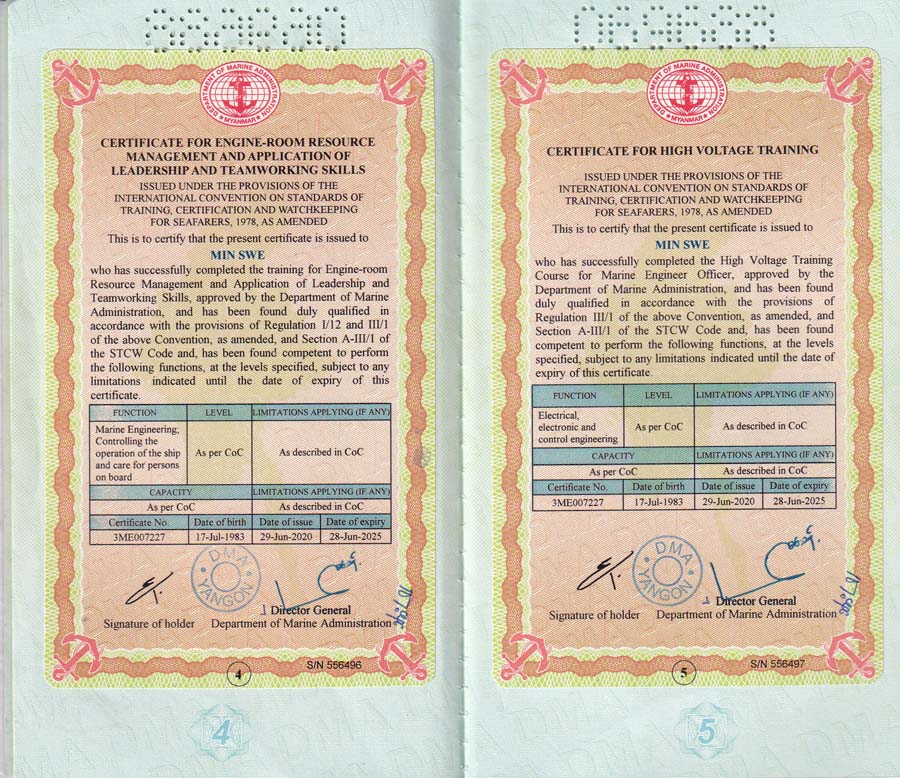 DEPARTMENT OF MARINE ADMINISTRATION
MYANMAR
CERTIFICATE FOR ENGINE-ROOM RESOURCE
MANAGEMENT AND APPLICATION OF
LEADERSHIP AND TEAMWORKING SKILLS
ISSUED UNDER THE PROVISIONS OF THE
INTERNATIONAL CONVENTION ON STANDARDS OF
TRAINING, CERTIFICATION AND WATCHKEEPING
FOR SEAFARERS, 1978, AS AMENDED
This is to certify that the present certificate is issued to
MIN SWE
who has successfully completed the training for Engine-room
Resource Management and Application of Leadership and
Teamworking Skills, approved by the Department of Marine
Administration, and has been found duly qualified in
accordance with the provisions of Regulation I/12 and III/1
of the above Convention, as amended, and Section A-III/1 of
the STCW Code and, has been found competent to perform
the following functions, at the levels specified, subject to any
limitations indicated until the date of expiry of this
certificate.
FUNCTION LEVEL LIMITATIONS APPLYING (IF ANY)
Marine Engineering;
Controlling the
operation of the ship
and care for persons
on board
As per CoC
As described in CoC
CAPACITY LIMITATIONS APPLYING (IF ANY)
As per CoC As described in CoC
Certificate No. Date of birth Date of issue Date of expiry
3ME007227 17-Jul-1983 29-Jun-2020 28-Jun-2025
DMA
YANGON
Director General
Signature of holder Department of Marine Administration
S/N 556496
4
4
DEPARTMENT OF MARINE ADMINISTRATION
MYANMAR
CERTIFICATE FOR HIGH VOLTAGE TRAINING
ISSUED UNDER THE PROVISIONS OF THE
INTERNATIONAL CONVENTION ON STANDARDS OF
TRAINING, CERTIFICATION AND WATCHKEEPING
FOR SEAFARERS, 1978, AS AMENDED
This is to certify that the present certificate is issued to
MIN SWE
who has successfully completed the High Voltage Training
Course for Marine Engineer Officer, approved by the
Department of Marine Administration, and has been found
duly qualified in accordance with the provisions of
Regulation III/1 of the above Convention, as amended, and
Section A-III/1 of the STCW Code and, has been found
competent to perform the following functions, at the levels
specified, subject to any limitations indicated until the date of
expiry of this certificate.
FUNCTION LEVEL LIMITATIONS APPLYING (IF ANY)
Electrical,
electronic and
control engineering
As per CoC
As described in CoC
CAPACITY LIMITATIONS APPLYING (IF ANY)
As per CoC As described in CoC
Certificate No. Date of birth Date of issue Date of expiry
3ME007227 17-Jul-1983 29-Jun-2020 28-Jun-2025
DMA
YANGON
Director General
Signature of holder Department of Marine Administration
S/N 556497
5
5